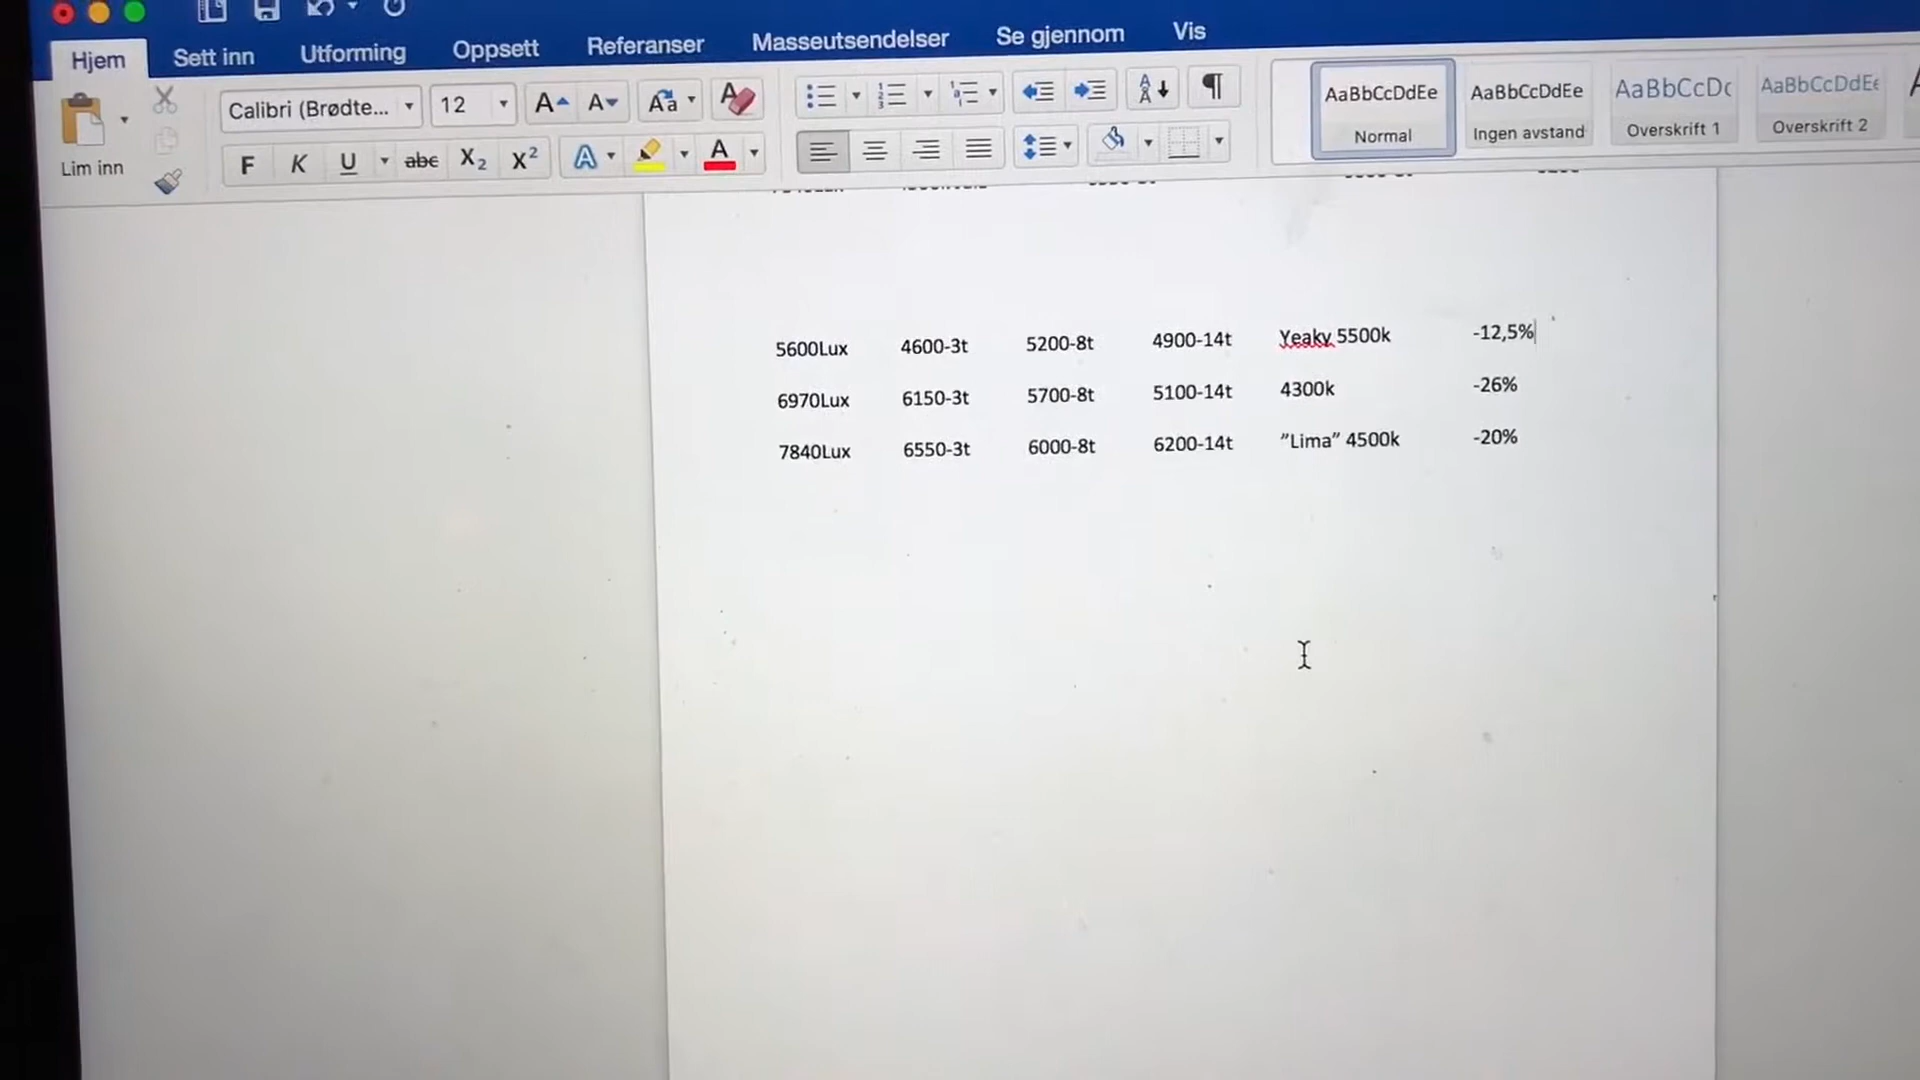 Hjem Sett inn Utforming Oppsett Referanser Masseutsendelser Se gjennom Vis
Lim inn
Calibri (Brødte... 12 A A Aa A
F K U abc X2 X2 A A
AaBbCcDdEe AaBbCcDdEe AaBbCcDc AaBbCcDdEe
Normal Ingen avstand Overskrift 1 Overskrift 2
5600Lux 4600-3t 5200-8t 4900-14t Yeaky 5500k -12,5%
6970Lux 6150-3t 5700-8t 5100-14t 4300k -26%
7840Lux 6550-3t 6000-8t 6200-14t ”Lima” 4500k -20%